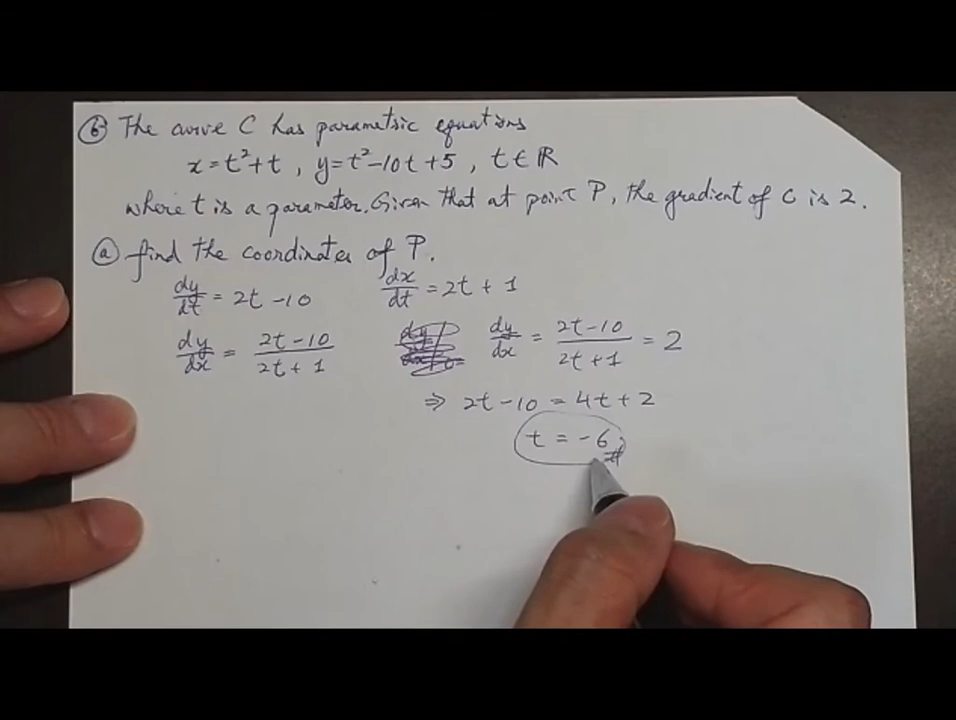 ⑥ The curve C has parametric equations
x = t²+t , y = t²-10t+5 , t ∈ ℝ
where t is a parameter. Given that at point P, the gradient of C is 2.
ⓐ find the coordinates of P.
dy/dt = 2t-10 dx/dt = 2t+1
dy/dx = (2t-10)/(2t+1) dy/dx = (2t-10)/(2t+1) = 2
⇒ 2t-10 = 4t+2
t = -6 #